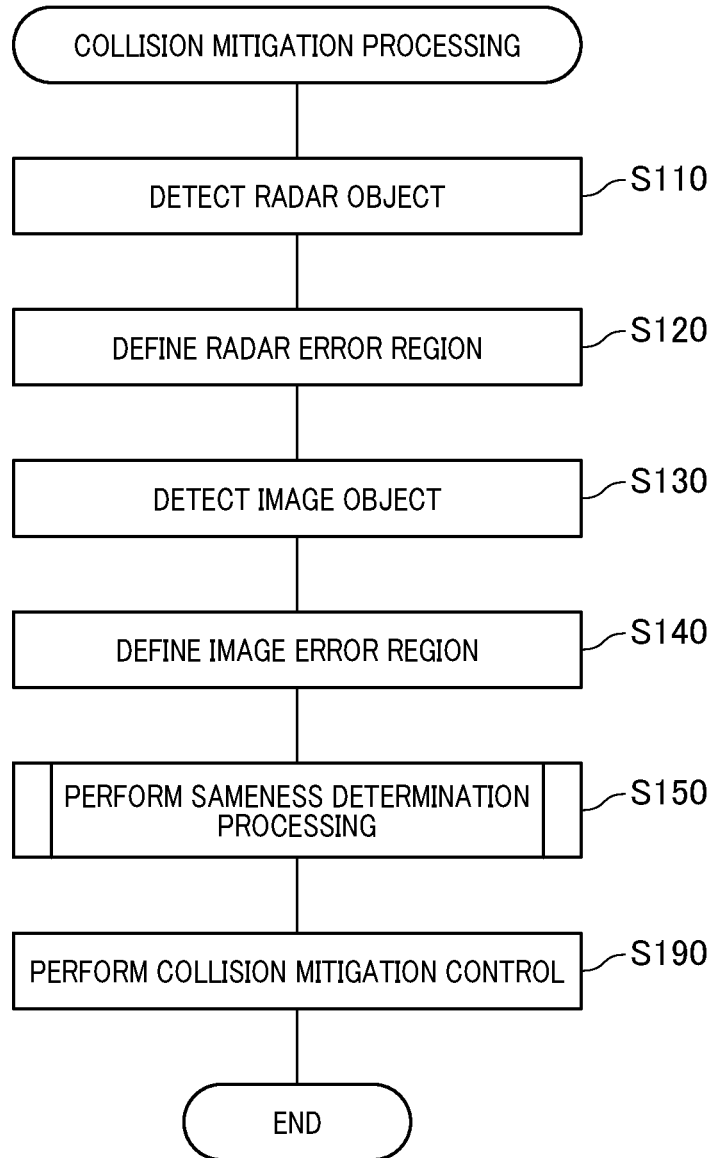 COLLISION MITIGATION PROCESSING
DETECT RADAR OBJECT
S110
DEFINE RADAR ERROR REGION
S120
DETECT IMAGE OBJECT
S130
DEFINE IMAGE ERROR REGION
S140
PERFORM SAMENESS DETERMINATION
PROCESSING
S150
PERFORM COLLISION MITIGATION CONTROL
S190
END